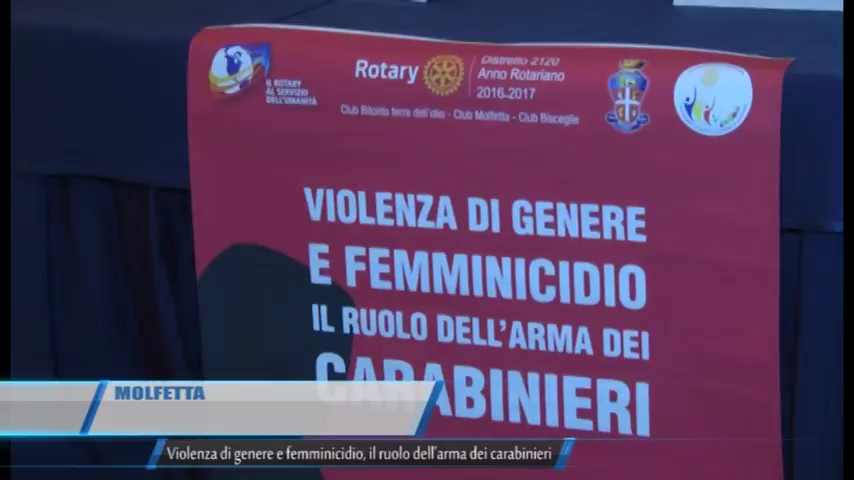 IL ROTARY
AL SERVIZIO
DELL'UMANITÀ
Rotary
Distretto 2120
Anno Rotariano
2016-2017
Club Bitonto terra dell'olio - Club Molfetta - Club Bisceglie
VIOLENZA DI GENERE
E FEMMINICIDIO
IL RUOLO DELL'ARMA DEI
CARABINIERI
MOLFETTA
Violenza di genere e femminicidio, il ruolo dell'arma dei carabinieri